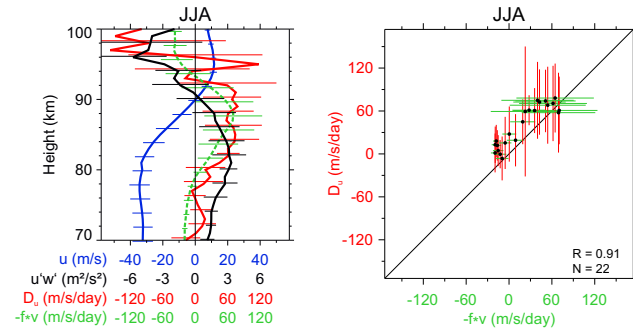 JJA
100
90
80
70
Height (km)
-40 -20 0 20 40
u (m/s)
-6 -3 0 3 6
u'w' (m²/s²)
-120 -60 0 60 120
Dᵤ (m/s/day)
-120 -60 0 60 120
-f*v (m/s/day)
JJA
120
60
0
-60
-120
Dᵤ (m/s/day)
R = 0.91
N = 22
-120 -60 0 60 120
-f*v (m/s/day)